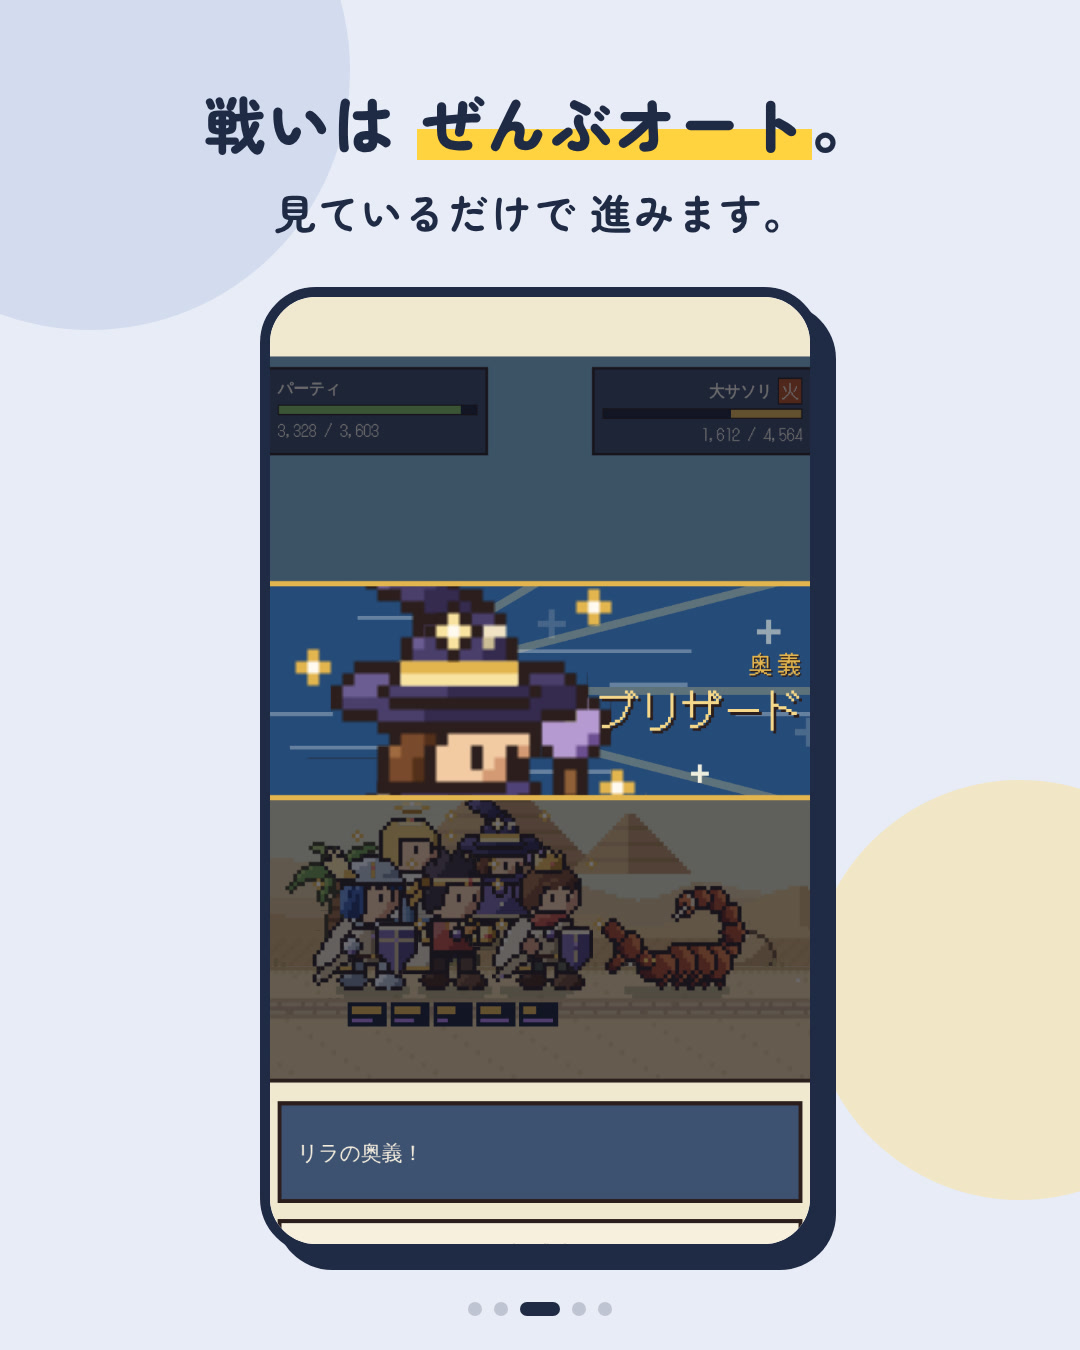 戦いは ぜんぶオート。
見ているだけで 進みます。
パーティ
3,328 / 3,603
大サソリ 火
1,612 / 4,564
奥義
ブリザード
リラの奥義！